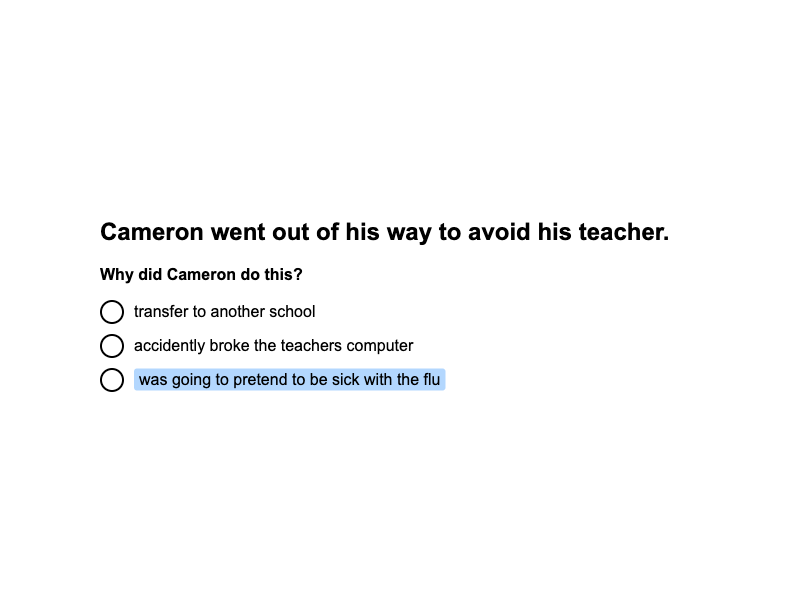 Cameron went out of his way to avoid his teacher.
Why did Cameron do this?
transfer to another school
accidently broke the teachers computer
was going to pretend to be sick with the flu